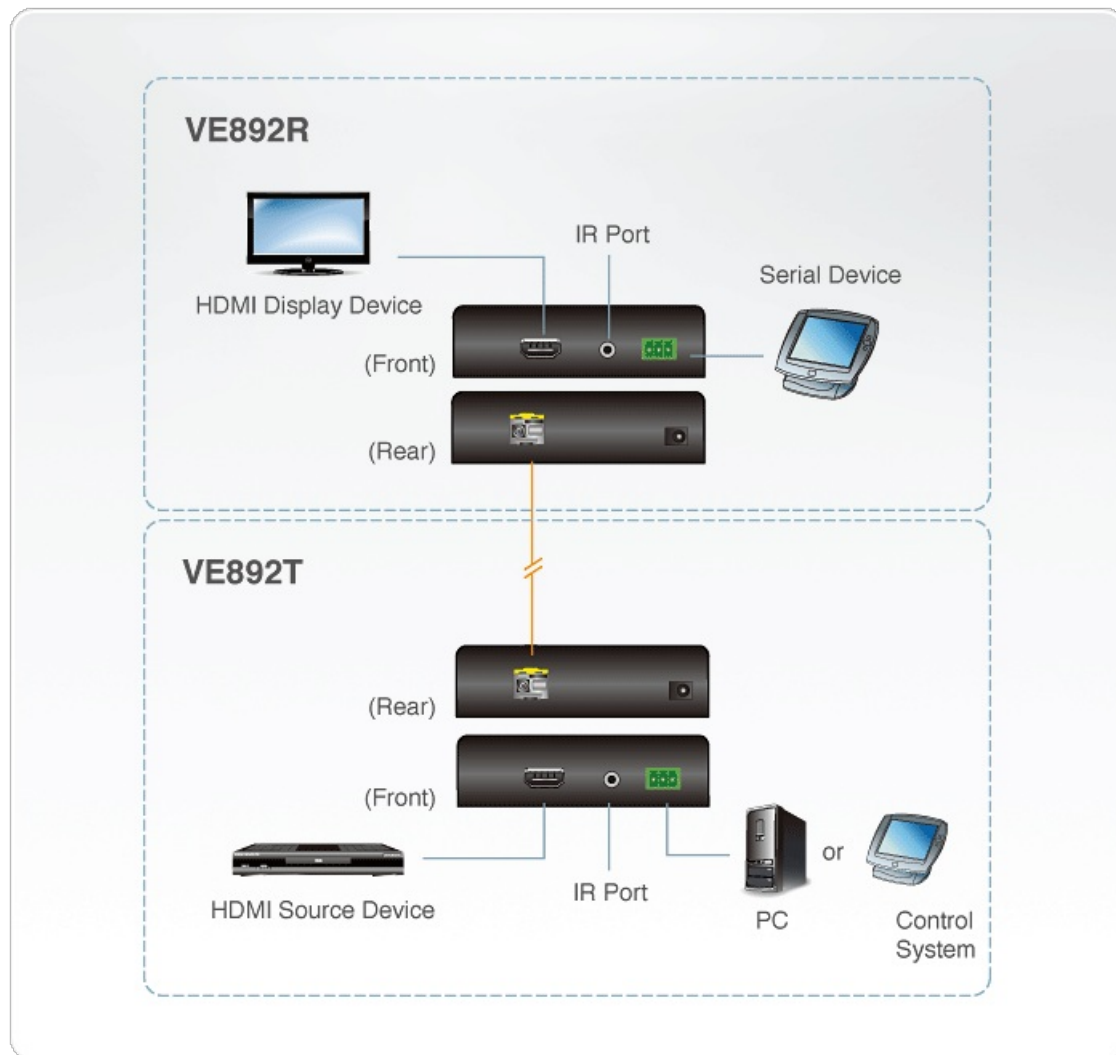 VE892R
IR Port
Serial Device
HDMI Display Device
(Front)
(Rear)
VE892T
(Rear)
(Front)
HDMI Source Device
IR Port
or
PC
Control
System